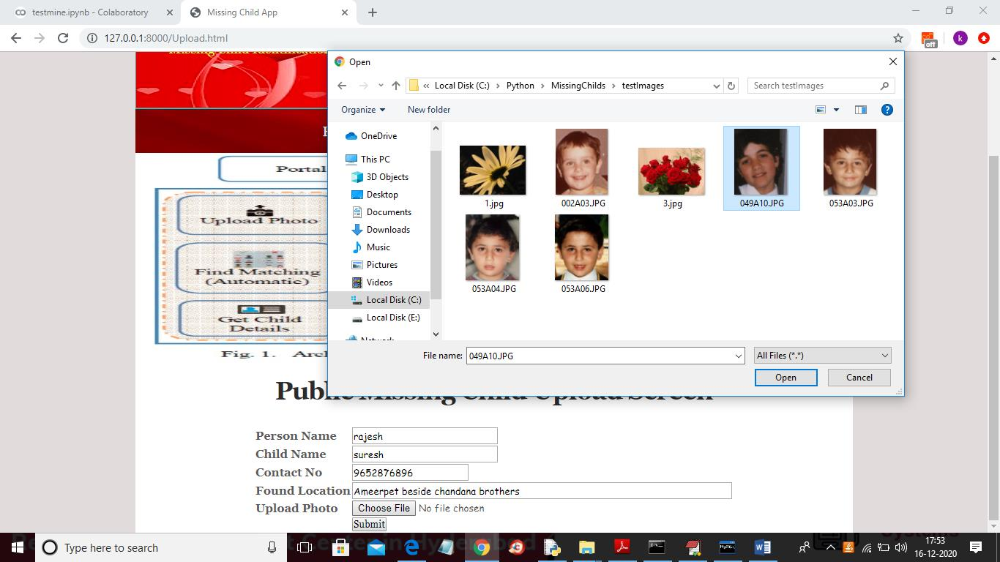 testmine.ipynb - Colaboratory
Missing Child App
127.0.0.1:8000/Upload.html
off
k
Missing Child Identification
Open
« Local Disk (C:) › Python › MissingChilds › testImages
Search testImages
Organize
New folder
OneDrive
This PC
3D Objects
Desktop
Documents
Downloads
Music
Pictures
Videos
Local Disk (C:)
Local Disk (E:)
Network
1.jpg
002A03.JPG
3.jpg
049A10.JPG
053A03.JPG
053A04.JPG
053A06.JPG
File name:
049A10.JPG
All Files (*.*)
Open
Cancel
Portal
Upload Photo
Find Matching
(Automatic)
Get Child
Details
Fig. 1. Arc
Public Missing Child Upload Screen
Person Name
rajesh
Child Name
suresh
Contact No
9652876896
Found Location
Ameerpet beside chandana brothers
Upload Photo
Choose File
No file chosen
Submit
Type here to search
17:53
16-12-2020